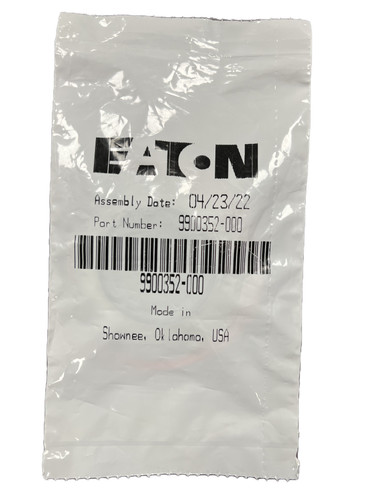 EATON
Assembly Date: 04/23/22
Part Number: 9900352-000
9900352-000
Made in
Shawnee, Oklahoma, USA